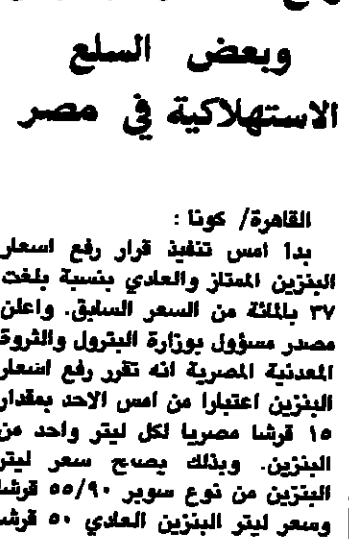 وبعض السلع
الاستهلاكية في مصر
القاهرة/ كونا :
بدا امس تنفيذ قرار رفع اسعار
البنزين الممتاز والعادي بنسبة بلغت
٣٧ بالمائة من السعر السابق. واعلن
مصدر مسؤول بوزارة البترول والثروة
المعدنية المصرية انه تقرر رفع اسعار
البنزين اعتبارا من امس الاحد بمقدار
١٥ قرشا مصريا لكل ليتر واحد من
البنزين. وبذلك يصبح سعر ليتر
البنزين من نوع سوبر ٥٥/٩٠ قرشا
وسعر ليتر البنزين العادي ٥٠ قرشا